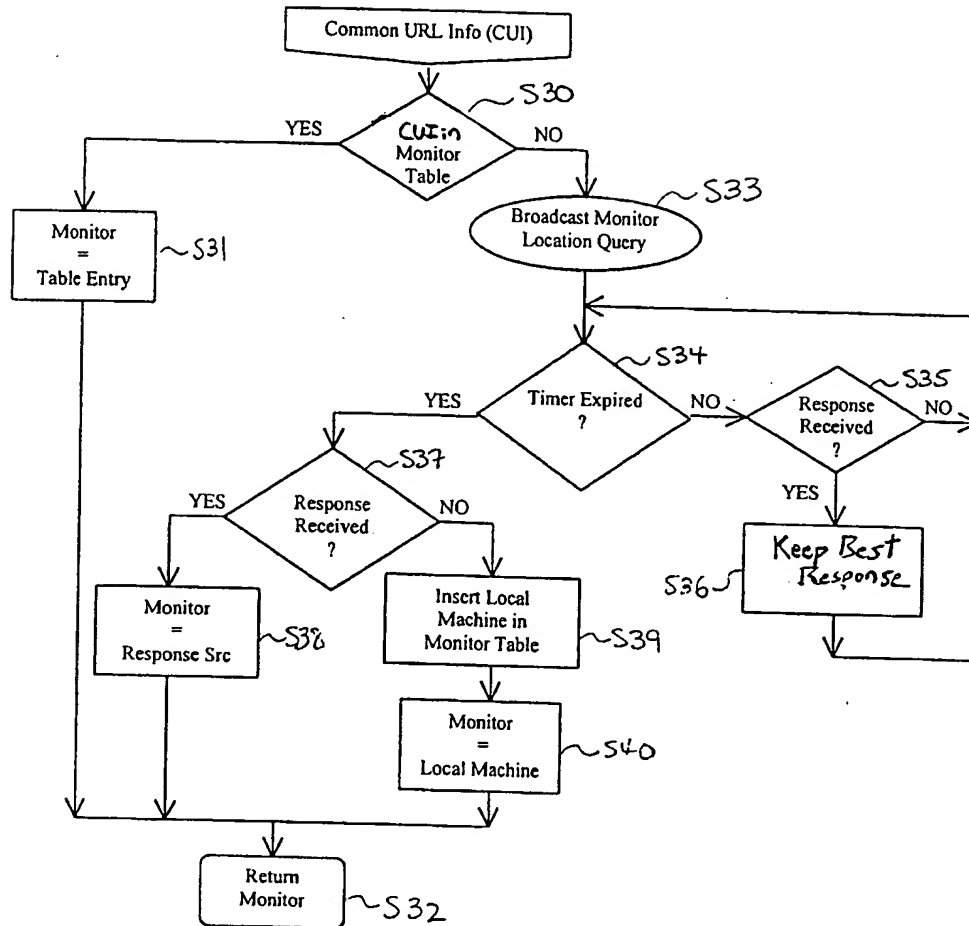 Common URL Info (CUI)
S30
YES
CUI in
Monitor
Table
NO
S33
Broadcast Monitor
Location Query
Monitor
=
Table Entry
S31
S34
Timer Expired
?
YES
NO
S35
Response
Received
?
NO
YES
S37
Response
Received
?
YES
NO
Keep Best
Response
S36
Monitor
=
Response Src
S38
Insert Local
Machine in
Monitor Table
S39
Monitor
=
Local Machine
S40
Return
Monitor
S32